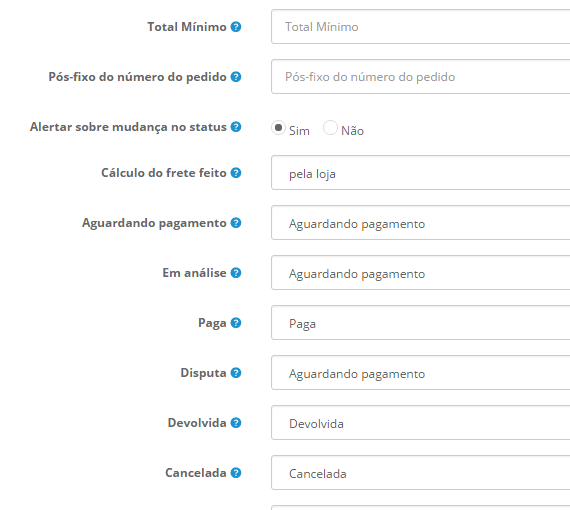 Total Mínimo ? Total Mínimo
Pós-fixo do número do pedido ? Pós-fixo do número do pedido
Alertar sobre mudança no status ? Sim Não
Cálculo do frete feito ? pela loja
Aguardando pagamento ? Aguardando pagamento
Em análise ? Aguardando pagamento
Paga ? Paga
Disputa ? Aguardando pagamento
Devolvida ? Devolvida
Cancelada ? Cancelada